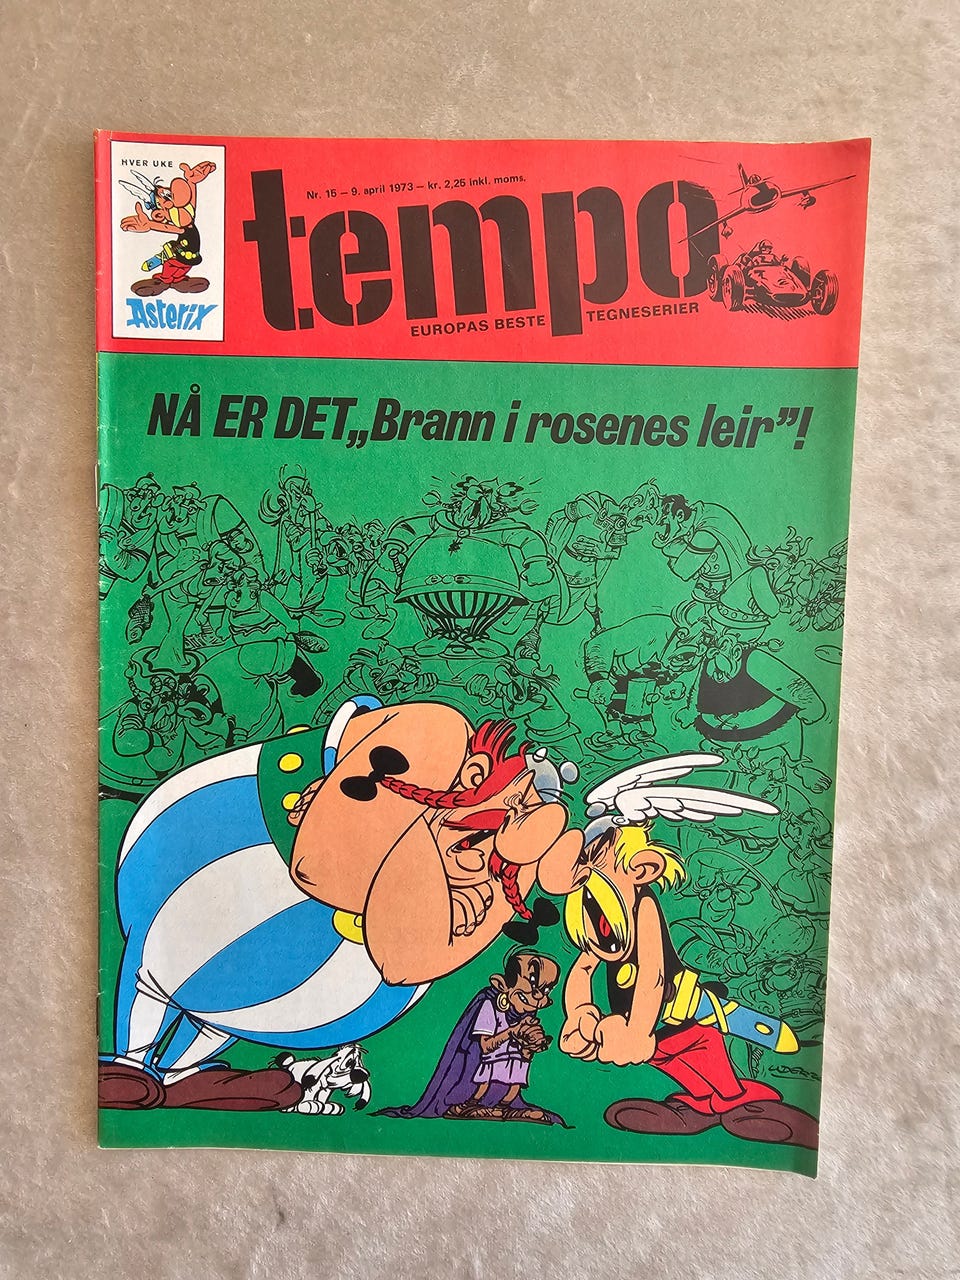 HVER UKE
Asterix
Nr. 15 – 9. april 1973 – kr. 2,25 inkl. moms.
tempo
EUROPAS BESTE TEGNESERIER
NÅ ER DET „Brann i rosenes leir”!
UDERZO